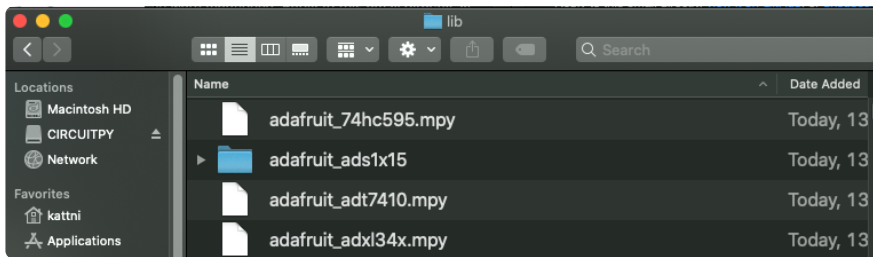 lib
Search
Locations
Macintosh HD
CIRCUITPY
Network
Favorites
kattni
Applications
Name Date Added
adafruit_74hc595.mpy Today, 13
adafruit_ads1x15 Today, 13
adafruit_adt7410.mpy Today, 13
adafruit_adxl34x.mpy Today, 13